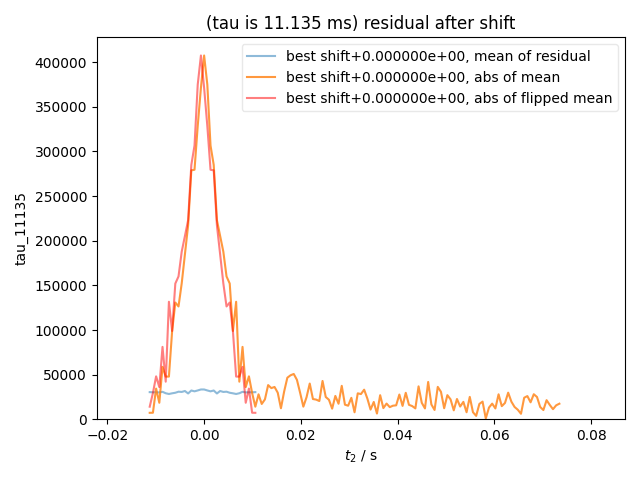 (tau is 11.135 ms) residual after shift
best shift+0.000000e+00, mean of residual
best shift+0.000000e+00, abs of mean
best shift+0.000000e+00, abs of flipped mean
tau_11135
400000
350000
300000
250000
200000
150000
100000
50000
0
−0.02 0.00 0.02 0.04 0.06 0.08
t₂ / s